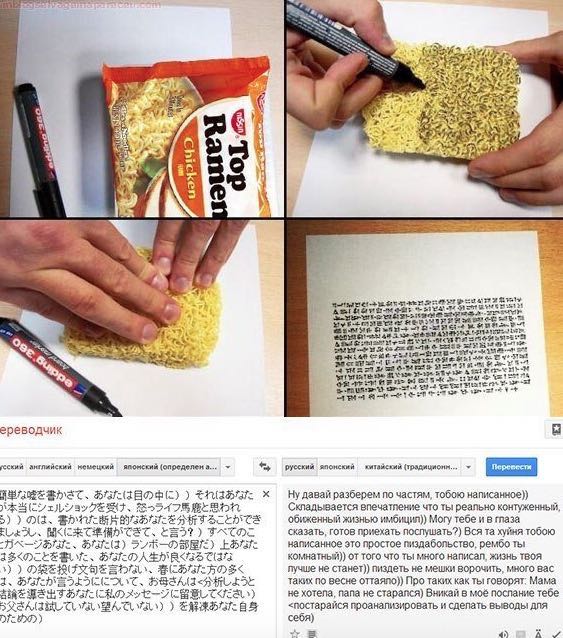 edding 360
nissin
Top
Ramen
Chicken
edding 360
ереводчик
усский английский немецкий японский (определен а...
русский японский китайский (традиционн... Перевести
簡単な嘘を書かさて、あなたは目の中に））それはあなた
が本当にシェルショックを受け、怒っライフ馬鹿と思われ
る））のは、書かれた断片的なあなたを分析することができ
ましょうし、聞くに来て準備ができて、と言う？）すべてのこ
とガベージあなた、あなたは）ランボーの部屋だ）上あなた
は多くのことを書いた、あなたの人生が良くなるではな
い））の袋を投げ文句を言わない、春にあなた方の多く
は、あなたが言うようにについて、お母さんは<分析しようと
結論を導き出すあなたに私のメッセージに留意してください）
お父さんは試していない望んでいない））を解凍あなた自身
のための）
Ну давай разберем по частям, тобою написанное))
Складывается впечатление что ты реально контуженный,
обиженный жизнью имбицил)) Могу тебе и в глаза
сказать, готов приехать послушать?) Вся та хуйня тобою
написанное это простое пиздабольство, рембо ты
комнатный)) от того что ты много написал, жизнь твоя
лучше не станет)) пиздеть не мешки ворочить, много вас
таких по весне оттаяло)) Про таких как ты говорят: Мама
не хотела, папа не старался) Вникай в моё послание тебе
<постарайся проанализировать и сделать выводы для
себя)